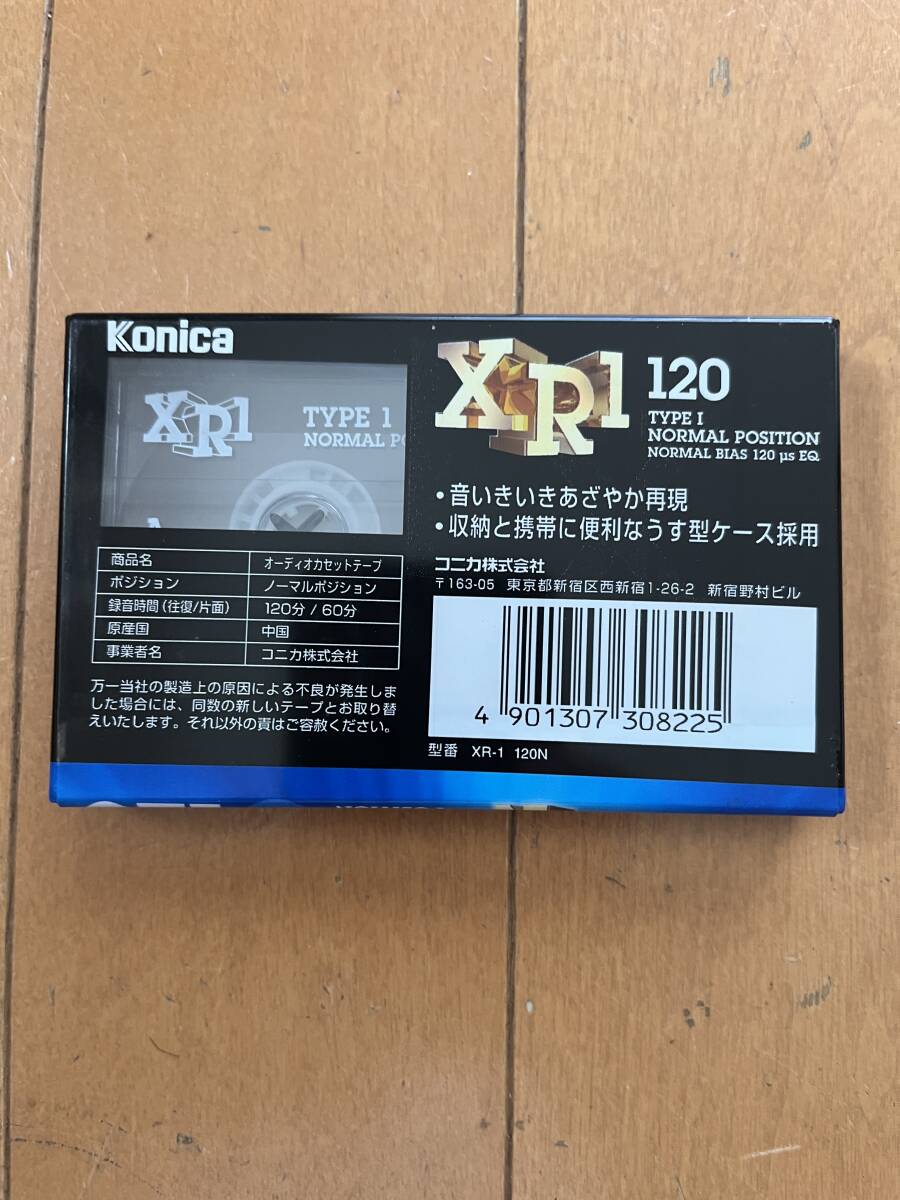 Konica
XR1
TYPE 1
NORMAL
XR1
120
TYPE I
NORMAL POSITION
NORMAL BIAS 120 μs EQ
・音いきいきあざやか再現
・収納と携帯に便利なうす型ケース採用
商品名 オーディオカセットテープ
ポジション ノーマルポジション
録音時間(往復/片面) 120分/60分
原産国 中国
事業者名 コニカ株式会社
万一当社の製造上の原因による不良が発生しま
した場合には、同数の新しいテープとお取り替
えいたします。それ以外の責はご容赦ください。
コニカ株式会社
〒163-05 東京都新宿区西新宿1-26-2 新宿野村ビル
4 901307 308225
型番 XR-1 120N